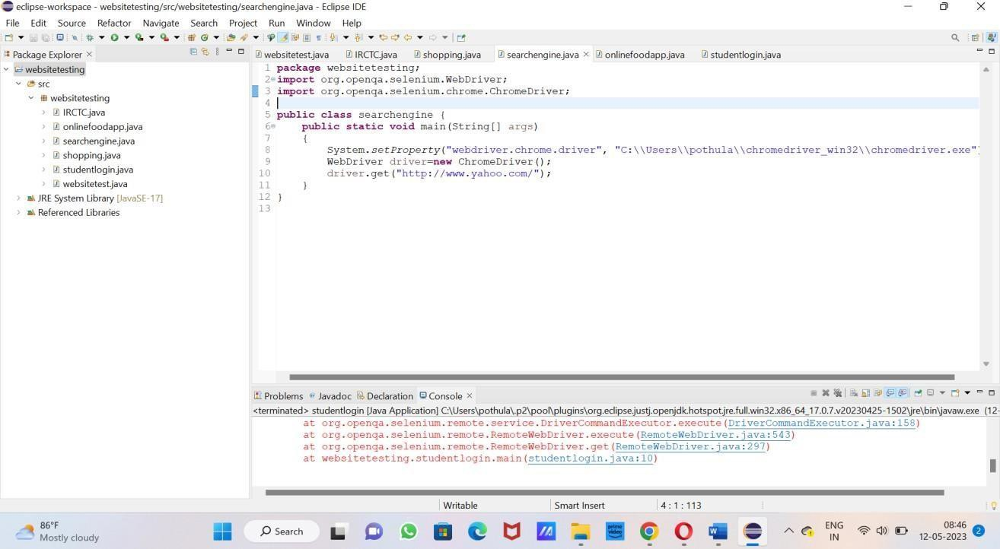 eclipse-workspace - websitetesting/src/websitetesting/searchengine.java - Eclipse IDE
File Edit Source Refactor Navigate Search Project Run Window Help
Package Explorer
websitetesting
src
websitetesting
IRCTC.java
onlinefoodapp.java
searchengine.java
shopping.java
studentlogin.java
websitetest.java
JRE System Library [JavaSE-17]
Referenced Libraries
websitetest.java IRCTC.java shopping.java searchengine.java onlinefoodapp.java studentlogin.java
1 package websitetesting;
2 import org.openqa.selenium.WebDriver;
3 import org.openqa.selenium.chrome.ChromeDriver;
4
5 public class searchengine {
6 public static void main(String[] args)
7 {
8 System.setProperty("webdriver.chrome.driver", "C:\\Users\\pothula\\chromedriver_win32\\chromedriver.exe")
9 WebDriver driver=new ChromeDriver();
10 driver.get("http://www.yahoo.com/");
11 }
12 }
13
Problems Javadoc Declaration Console
<terminated> studentlogin [Java Application] C:\Users\pothula\.p2\pool\plugins\org.eclipse.justj.openjdk.hotspot.jre.full.win32.x86_64_17.0.7.v20230425-1502\jre\bin\javaw.exe (12-
at org.openqa.selenium.remote.service.DriverCommandExecutor.execute(DriverCommandExecutor.java:158)
at org.openqa.selenium.remote.RemoteWebDriver.execute(RemoteWebDriver.java:543)
at org.openqa.selenium.remote.RemoteWebDriver.get(RemoteWebDriver.java:297)
at websitetesting.studentlogin.main(studentlogin.java:10)
Writable Smart Insert 4 : 1 : 113
86°F
Mostly cloudy
Search
prime
video
ENG
IN
08:46
12-05-2023
2